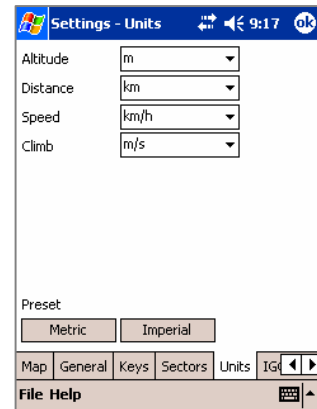 Settings - Units 9:17 ok
Altitude m
Distance km
Speed km/h
Climb m/s
Preset
Metric Imperial
Map General Keys Sectors Units IG
File Help